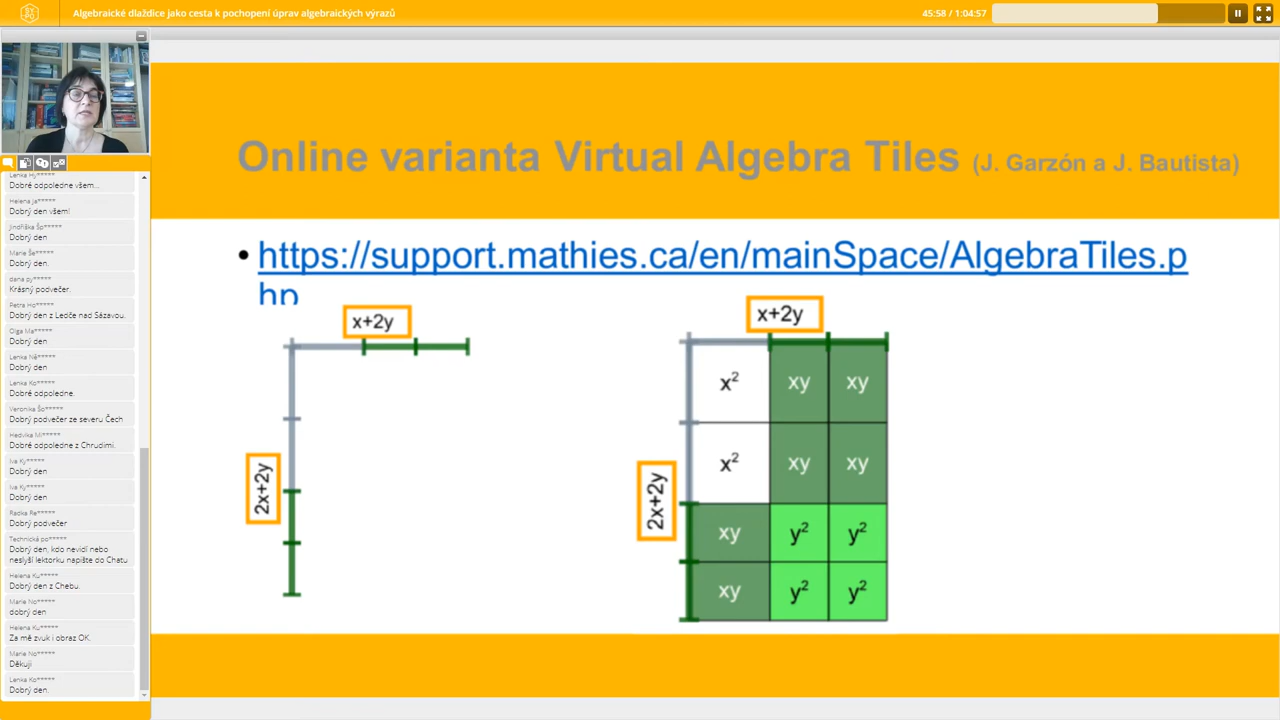 SYPO
Algebraické dlaždice jako cesta k pochopení úprav algebraických výrazů
45:58 / 1:04:57
Lenka Hy*****
Dobré odpoledne všem...
Helena Ja*****
Dobrý den všem!
Jindřiška Šp*****
Dobrý den
Marie Še*****
Dobrý den.
dana py*****
Krásný podvečer.
Petra Ho*****
Dobrý den z Ledče nad Sázavou.
Olga Ma*****
Dobrý den
Lenka Ně*****
Dobrý den
Lenka Ko*****
Dobré odpoledne.
Veronika Šo*****
Dobrý podvečer ze severu Čech
Hedvika Mi*****
Dobré odpoledne z Chrudimi.
Iva Ky*****
Dobrý den
Iva Ky*****
Dobrý den
Radka Pe*****
Dobrý podvečer
Technická po*****
Dobrý den, kdo nevidí nebo
neslyší lektorku napište do Chatu
Helena Ku*****
Dobrý den z Chebu.
Marie No*****
dobrý den
Helena Ku*****
Za mě zvuk i obraz OK.
Marie No*****
Děkuji
Lenka Ko*****
Dobrý den.
Online varianta Virtual Algebra Tiles (J. Garzón a J. Bautista)
• https://support.mathies.ca/en/mainSpace/AlgebraTiles.p
hp
x+2y
2x+2y
x+2y
2x+2y
x² xy xy
x² xy xy
xy y² y²
xy y² y²